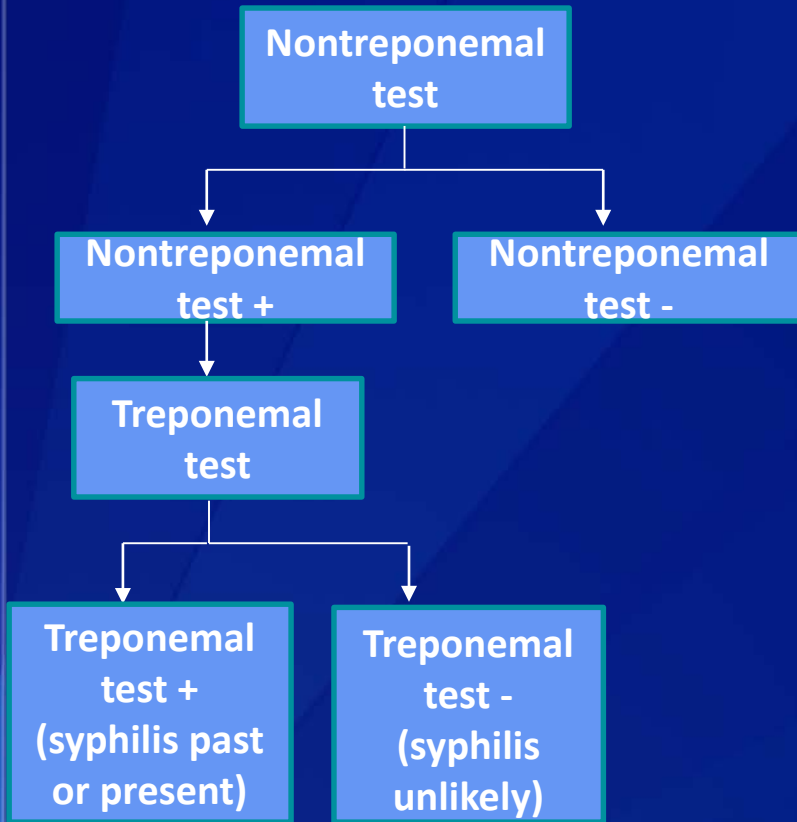 Nontreponemal
test
Nontreponemal
test +
Nontreponemal
test -
Treponemal
test
Treponemal
test +
(syphilis past
or present)
Treponemal
test -
(syphilis
unlikely)